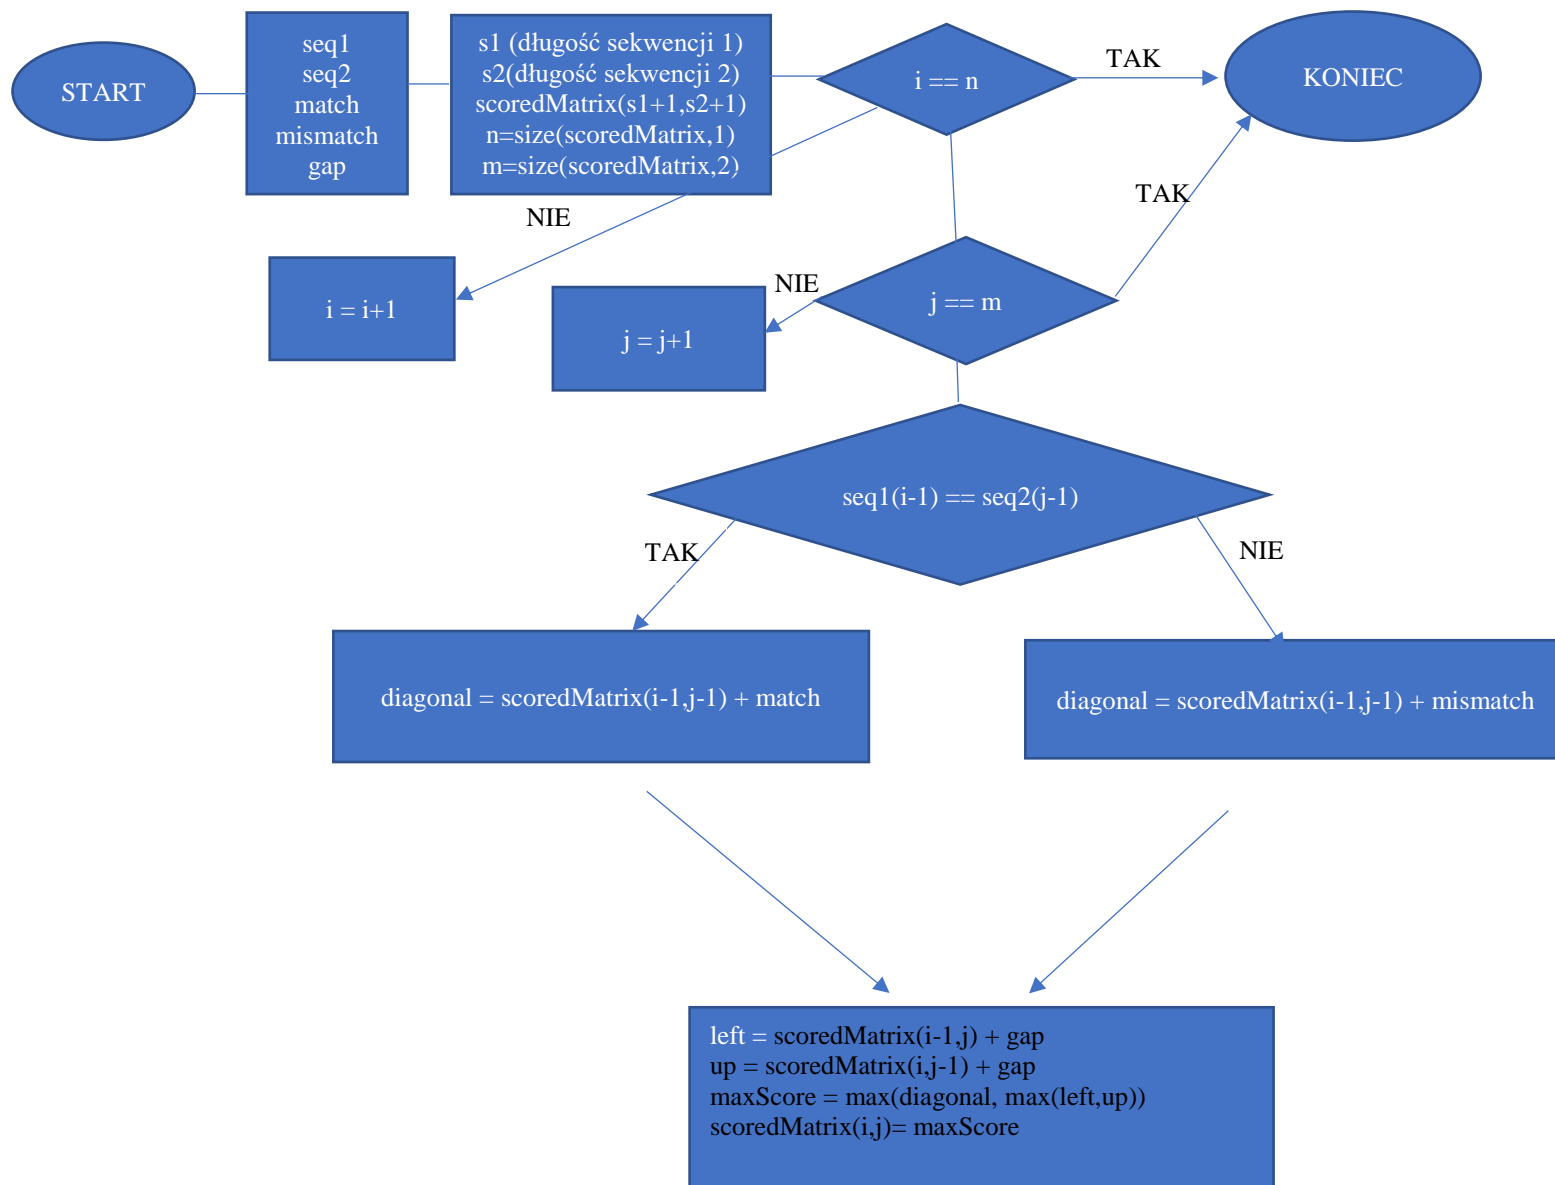 START
seq1
seq2
match
mismatch
gap
s1 (długość sekwencji 1)
s2(długość sekwencji 2)
scoredMatrix(s1+1,s2+1)
n=size(scoredMatrix,1)
m=size(scoredMatrix,2)
i == n
TAK
KONIEC
NIE
TAK
i = i+1
NIE
j == m
j = j+1
seq1(i-1) == seq2(j-1)
TAK
NIE
diagonal = scoredMatrix(i-1,j-1) + match
diagonal = scoredMatrix(i-1,j-1) + mismatch
left = scoredMatrix(i-1,j) + gap
up = scoredMatrix(i,j-1) + gap
maxScore = max(diagonal, max(left,up))
scoredMatrix(i,j)= maxScore